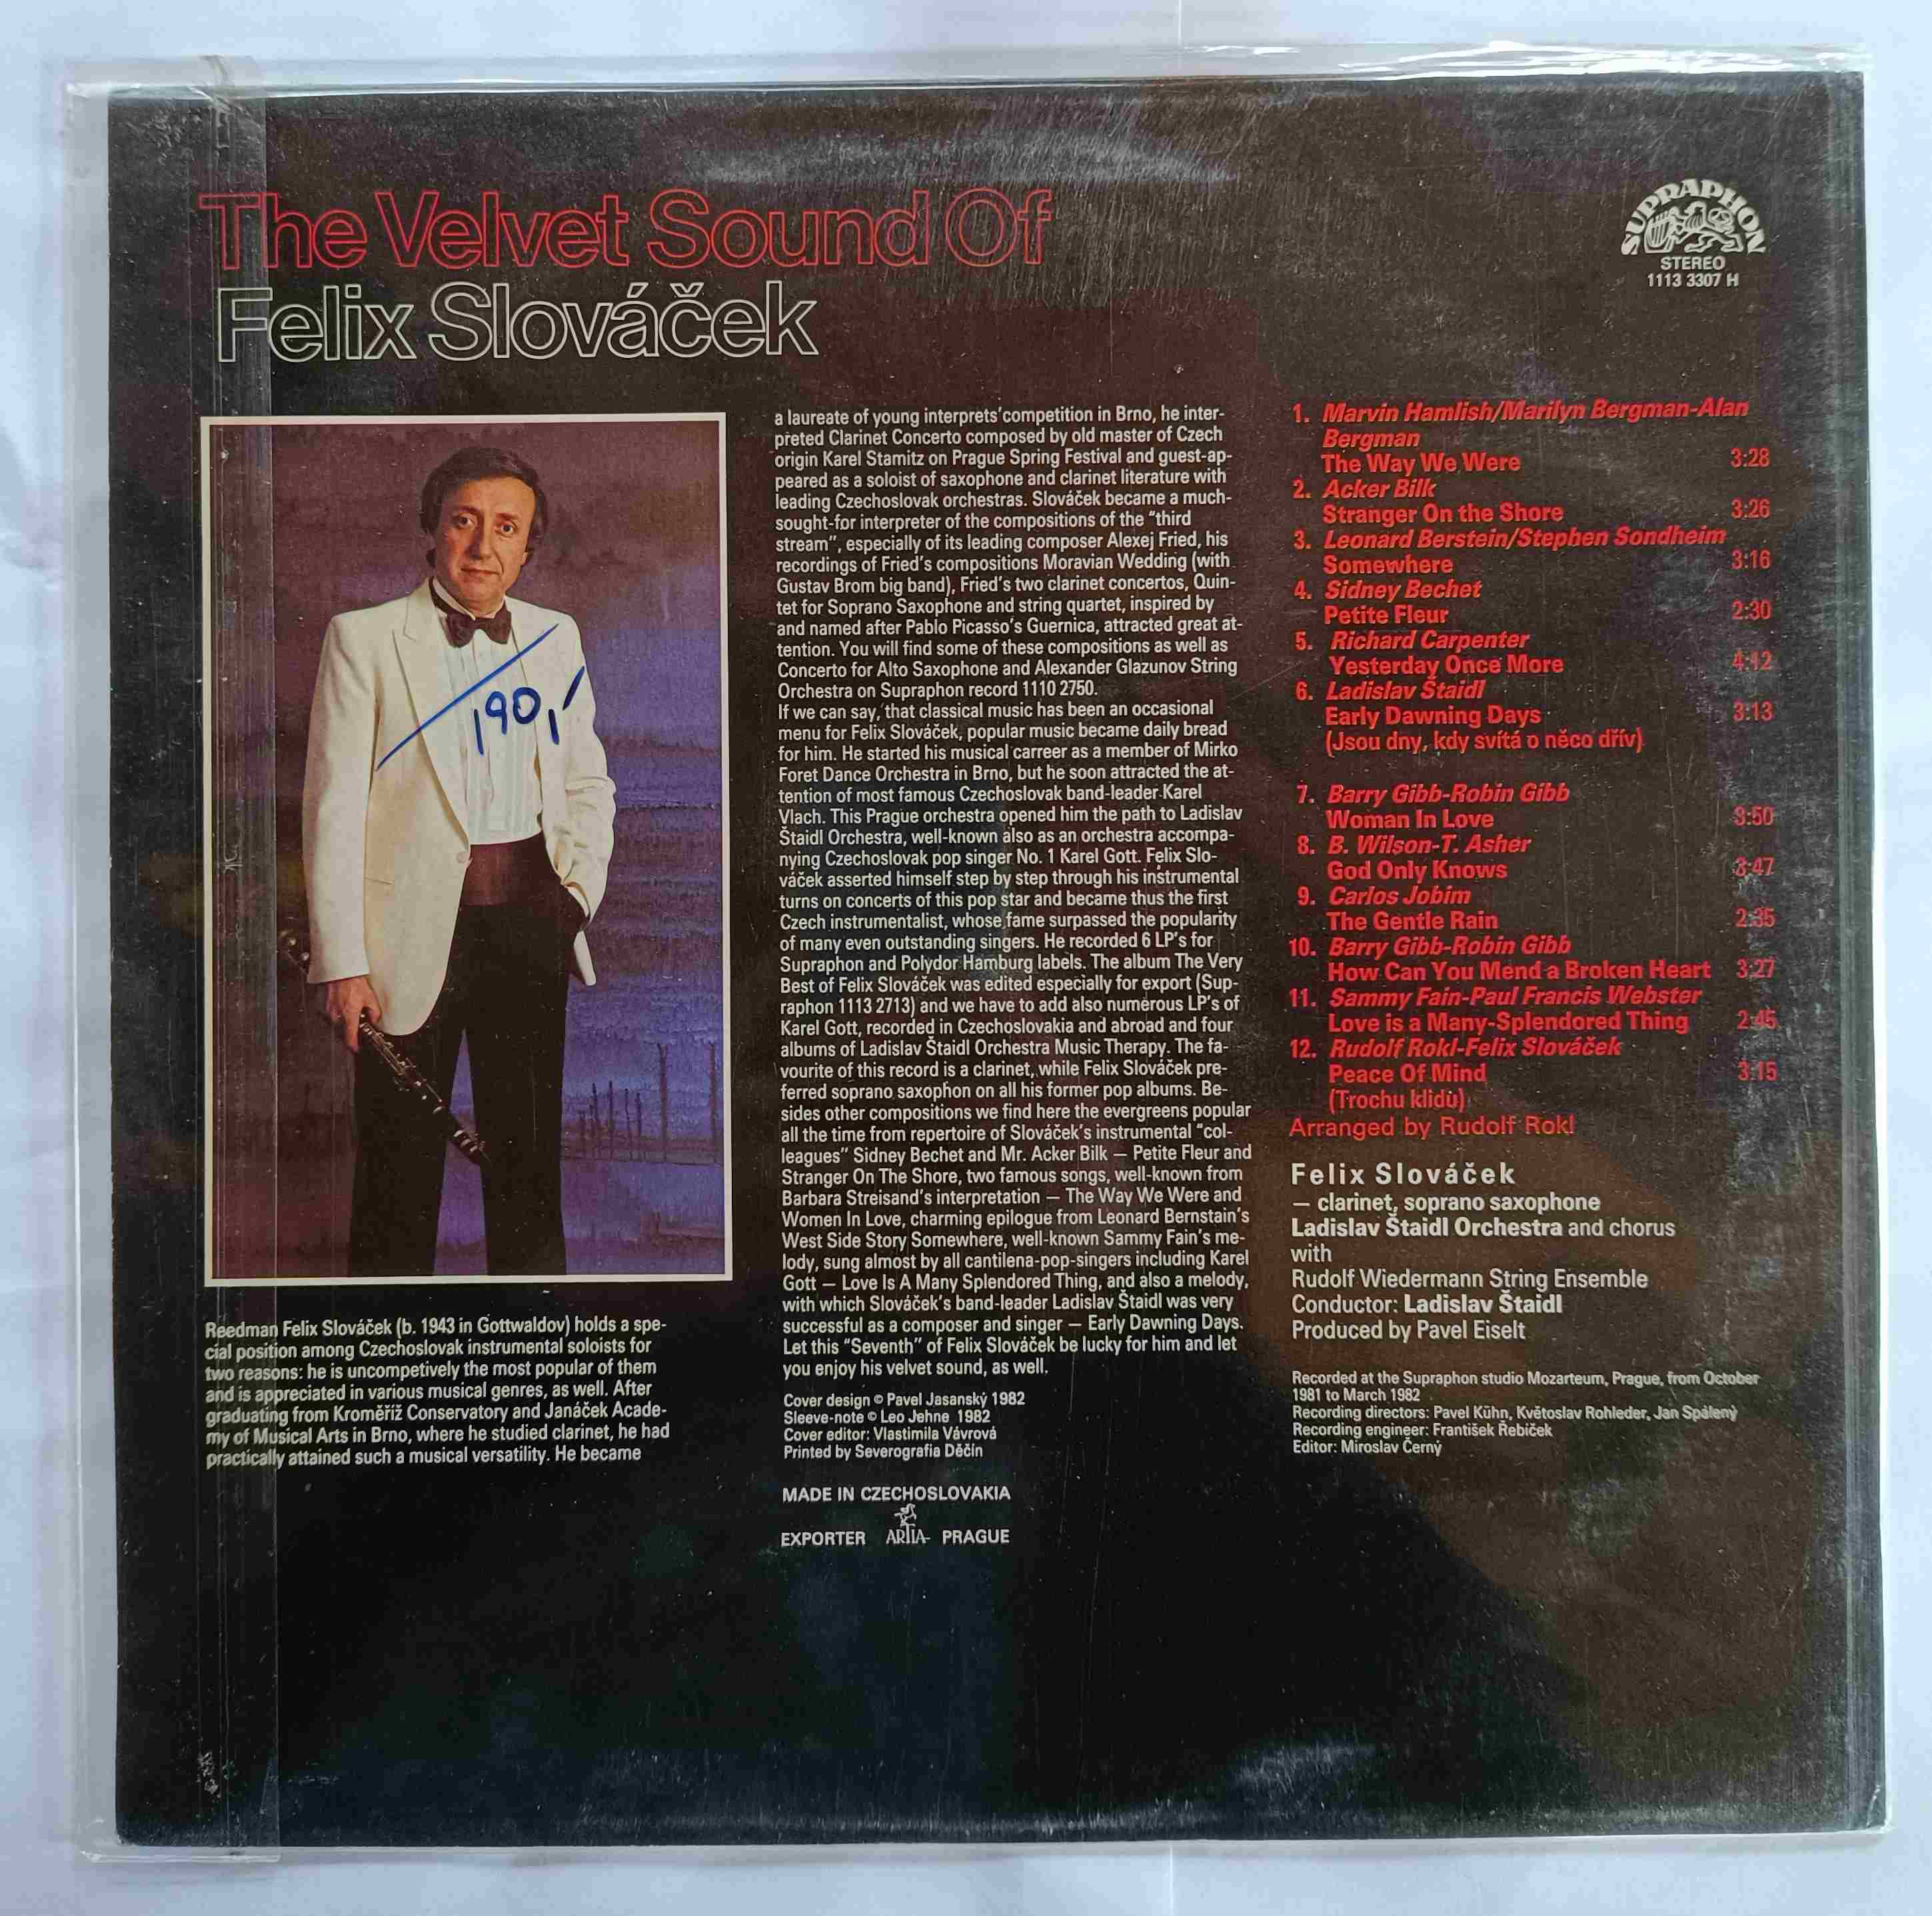 The Velvet Sound Of
Felix Slováček
SUPRAPHON
STEREO
1113 3307 H
190,-
Reedman Felix Slováček (b. 1943 in Gottwaldov) holds a spe-
cial position among Czechoslovak instrumental soloists for
two reasons: he is uncompetively the most popular of them
and is appreciated in various musical genres, as well. After
graduating from Kroměříž Conservatory and Janáček Acade-
my of Musical Arts in Brno, where he studied clarinet, he had
practically attained such a musical versatility. He became
a laureate of young interprets'competition in Brno, he inter-
preted Clarinet Concerto composed by old master of Czech
origin Karel Stamitz on Prague Spring Festival and guest-ap-
peared as a soloist of saxophone and clarinet literature with
leading Czechoslovak orchestras. Slováček became a much-
sought-for interpreter of the compositions of the “third
stream”, especially of its leading composer Alexej Fried, his
recordings of Fried's compositions Moravian Wedding (with
Gustav Brom big band), Fried's two clarinet concertos, Quin-
tet for Soprano Saxophone and string quartet, inspired by
and named after Pablo Picasso's Guernica, attracted great at-
tention. You will find some of these compositions as well as
Concerto for Alto Saxophone and Alexander Glazunov String
Orchestra on Supraphon record 1110 2750.
If we can say, that classical music has been an occasional
menu for Felix Slováček, popular music became daily bread
for him. He started his musical carreer as a member of Mirko
Foret Dance Orchestra in Brno, but he soon attracted the at-
tention of most famous Czechoslovak band-leader Karel
Vlach. This Prague orchestra opened him the path to Ladislav
Štaidl Orchestra, well-known also as an orchestra accompa-
nying Czechoslovak pop singer No. 1 Karel Gott. Felix Slo-
váček asserted himself step by step through his instrumental
turns on concerts of this pop star and became thus the first
Czech instrumentalist, whose fame surpassed the popularity
of many even outstanding singers. He recorded 6 LP's for
Supraphon and Polydor Hamburg labels. The album The Very
Best of Felix Slováček was edited especially for export (Sup-
raphon 1113 2713) and we have to add also numerous LP's of
Karel Gott, recorded in Czechoslovakia and abroad and four
albums of Ladislav Štaidl Orchestra Music Therapy. The fa-
vourite of this record is a clarinet, while Felix Slováček pre-
ferred soprano saxophon on all his former pop albums. Be-
sides other compositions we find here the evergreens popular
all the time from repertoire of Slováček's instrumental “col-
leagues” Sidney Bechet and Mr. Acker Bilk — Petite Fleur and
Stranger On The Shore, two famous songs, well-known from
Barbara Streisand's interpretation — The Way We Were and
Women In Love, charming epilogue from Leonard Bernstain's
West Side Story Somewhere, well-known Sammy Fain's me-
lody, sung almost by all cantilena-pop-singers including Karel
Gott — Love Is A Many Splendored Thing, and also a melody,
with which Slováček's band-leader Ladislav Štaidl was very
successful as a composer and singer — Early Dawning Days.
Let this “Seventh” of Felix Slováček be lucky for him and let
you enjoy his velvet sound, as well.
Cover design © Pavel Jasanský 1982
Sleeve-note © Leo Jehne 1982
Cover editor: Vlastimila Vávrová
Printed by Severografia Děčín
MADE IN CZECHOSLOVAKIA
EXPORTER ARTIA PRAGUE
1. Marvin Hamlish/Marilyn Bergman-Alan
Bergman
The Way We Were 3:28
2. Acker Bilk
Stranger On the Shore 3:26
3. Leonard Berstein/Stephen Sondheim
Somewhere 3:16
4. Sidney Bechet
Petite Fleur 2:30
5. Richard Carpenter
Yesterday Once More 4:12
6. Ladislav Štaidl
Early Dawning Days 3:13
(Jsou dny, kdy svítá o něco dřív)
7. Barry Gibb-Robin Gibb
Woman In Love 3:50
8. B. Wilson-T. Asher
God Only Knows 3:47
9. Carlos Jobim
The Gentle Rain 2:35
10. Barry Gibb-Robin Gibb
How Can You Mend a Broken Heart 3:27
11. Sammy Fain-Paul Francis Webster
Love is a Many-Splendored Thing 2:45
12. Rudolf Rokl-Felix Slováček
Peace Of Mind 3:15
(Trochu klidu)
Arranged by Rudolf Rokl
Felix Slováček
— clarinet, soprano saxophone
Ladislav Štaidl Orchestra and chorus
with
Rudolf Wiedermann String Ensemble
Conductor: Ladislav Štaidl
Produced by Pavel Eiselt
Recorded at the Supraphon studio Mozarteum, Prague, from October
1981 to March 1982
Recording directors: Pavel Kühn, Květoslav Rohleder, Jan Spálený
Recording engineer: František Řebíček
Editor: Miroslav Černý